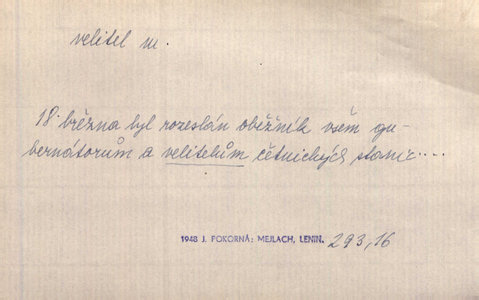 velitel m.
18. března byl rozeslán oběžník všem gu-
bernátorům a velitelům četnických stanic....
1948 J. POKORNÁ: MEJLACH, LENIN. 293,16